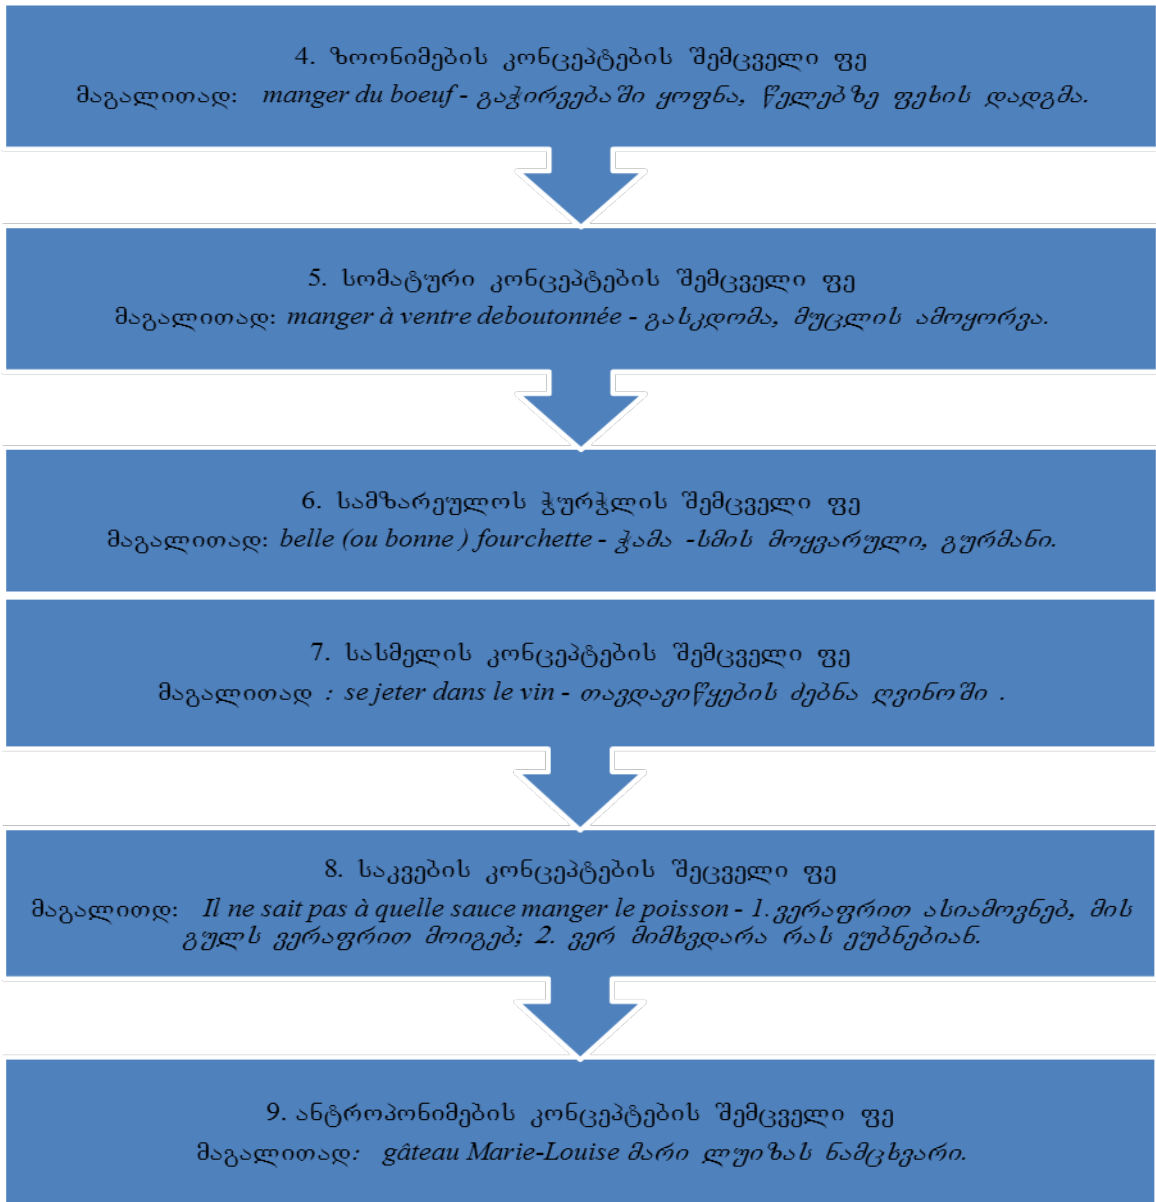 4. ზოონიმების კონცეპტების შემცველი ფე
მაგალითად: manger du boeuf - გაჭირვებაში ყოფნა, წელებზე ფეხის დადგმა.
5. სომატური კონცეპტების შემცველი ფე
მაგალითად: manger à ventre deboutonnée - გასკდომა, მუცლის ამოყორვა.
6. სამზარეულოს ჭურჭლის შემცველი ფე
მაგალითად: belle (ou bonne ) fourchette - ჭამა -სმის მოყვარული, გურმანი.
7. სასმელის კონცეპტების შემცველი ფე
მაგალითად : se jeter dans le vin - თავდავიწყების ძებნა ღვინოში .
8. საკვების კონცეპტების შეცველი ფე
მაგალითდ: Il ne sait pas à quelle sauce manger le poisson - 1.ვერაფრით ასიამოვნებ, მის
გულს ვერაფრით მოიგებ; 2. ვერ მიმხვდარა რას ეუბნებიან.
9. ანტროპონიმების კონცეპტების შემცველი ფე
მაგალითად: gâteau Marie-Louise მარი ლუიზას ნამცხვარი.